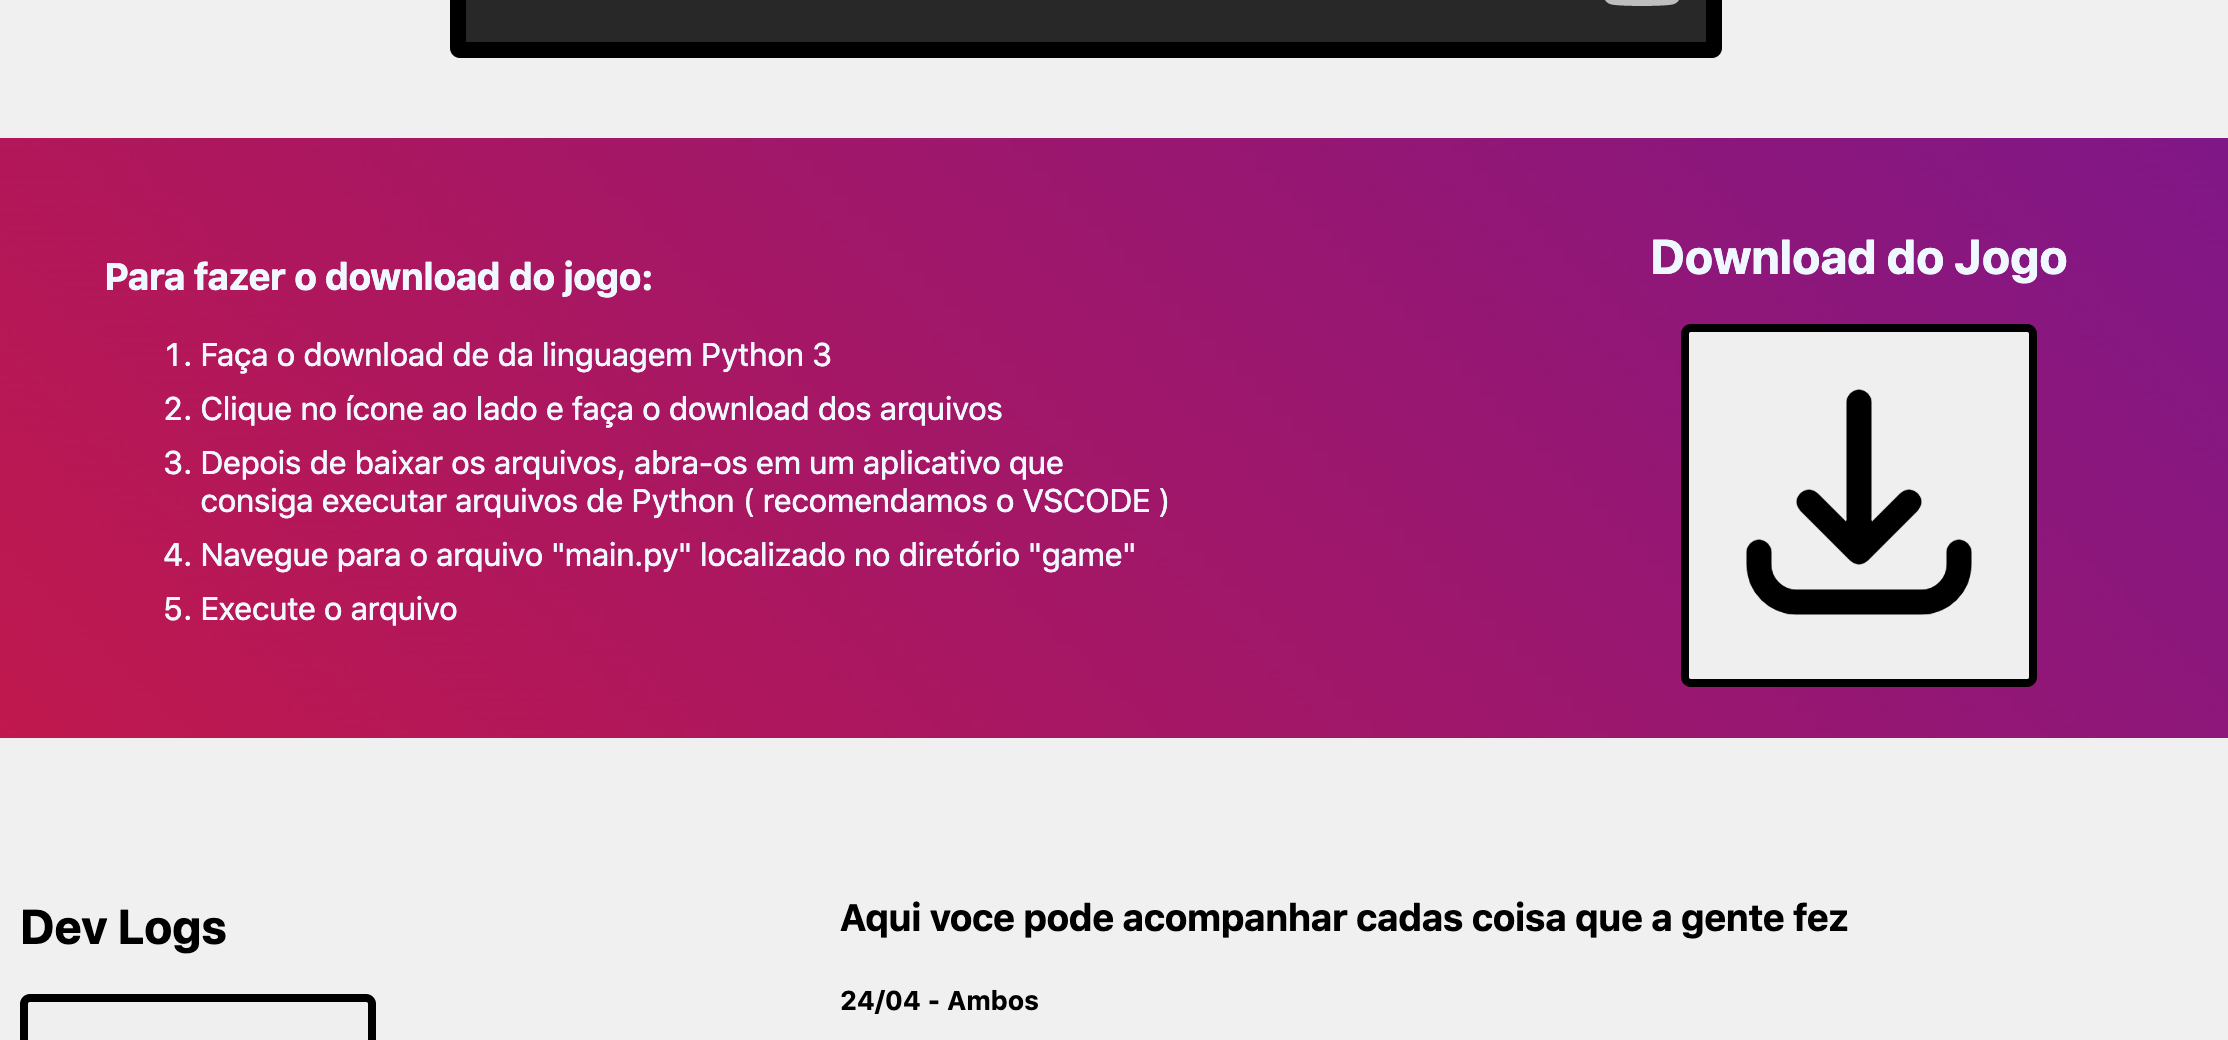 Para fazer o download do jogo:
1. Faça o download de da linguagem Python 3
2. Clique no ícone ao lado e faça o download dos arquivos
3. Depois de baixar os arquivos, abra-os em um aplicativo que
consiga executar arquivos de Python ( recomendamos o VSCODE )
4. Navegue para o arquivo "main.py" localizado no diretório "game"
5. Execute o arquivo
Download do Jogo
Dev Logs
Aqui voce pode acompanhar cadas coisa que a gente fez
24/04 - Ambos